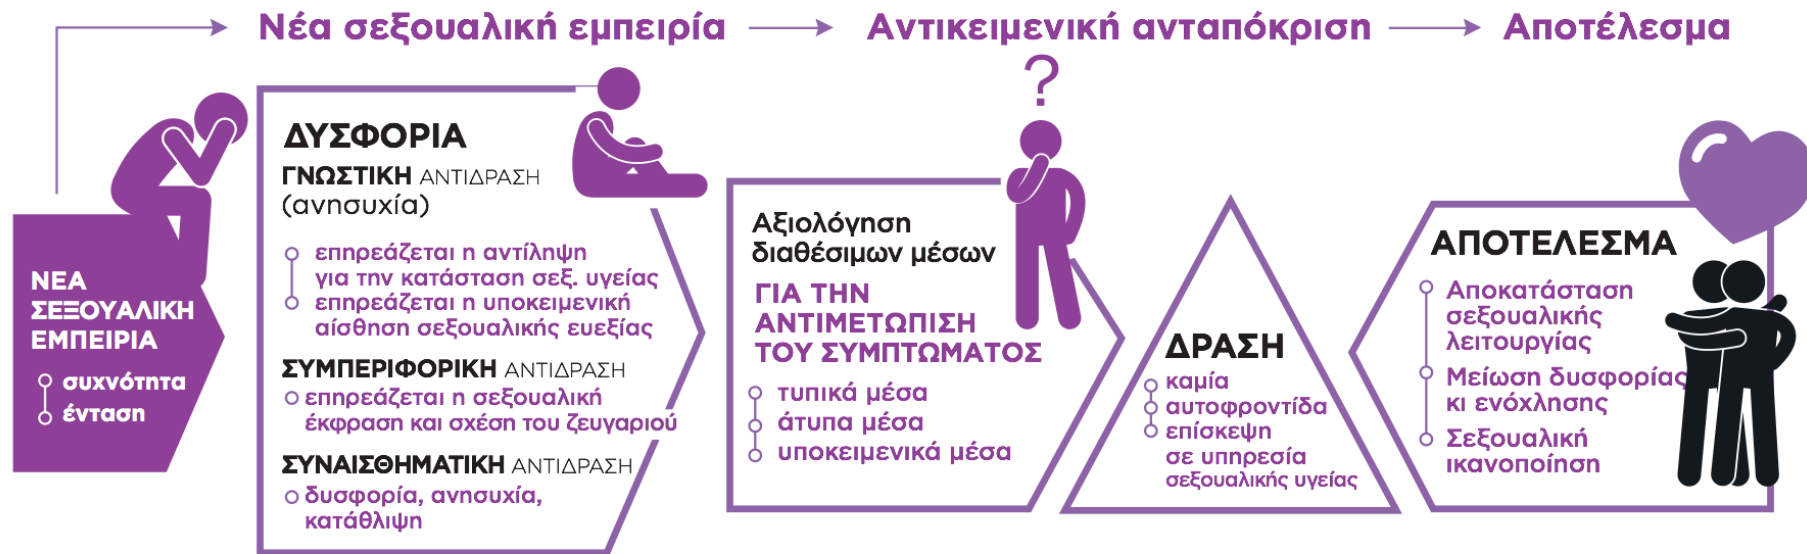 Νέα σεξουαλική εμπειρία
Αντικειμενική ανταπόκριση
Αποτέλεσμα
ΝΕΑ
ΣΕΞΟΥΑΛΙΚΗ
ΕΜΠΕΙΡΙΑ
συχνότητα
ένταση
ΔΥΣΦΟΡΙΑ
ΓΝΩΣΤΙΚΗ ΑΝΤΙΔΡΑΣΗ
(ανησυχία)
επηρεάζεται η αντίληψη
για την κατάσταση σεξ. υγείας
επηρεάζεται η υποκειμενική
αίσθηση σεξουαλικής ευεξίας
ΣΥΜΠΕΡΙΦΟΡΙΚΗ ΑΝΤΙΔΡΑΣΗ
επηρεάζεται η σεξουαλική
έκφραση και σχέση του ζευγαριού
ΣΥΝΑΙΣΘΗΜΑΤΙΚΗ ΑΝΤΙΔΡΑΣΗ
δυσφορία, ανησυχία,
κατάθλιψη
?
Αξιολόγηση
διαθέσιμων μέσων
ΓΙΑ ΤΗΝ
ΑΝΤΙΜΕΤΩΠΙΣΗ
ΤΟΥ ΣΥΜΠΤΩΜΑΤΟΣ
τυπικά μέσα
άτυπα μέσα
υποκειμενικά μέσα
ΔΡΑΣΗ
καμία
αυτοφροντίδα
επίσκεψη
σε υπηρεσία
σεξουαλικής υγείας
ΑΠΟΤΕΛΕΣΜΑ
Αποκατάσταση
σεξουαλικής
λειτουργίας
Μείωση δυσφορίας
κι ενόχλησης
Σεξουαλική
ικανοποίηση